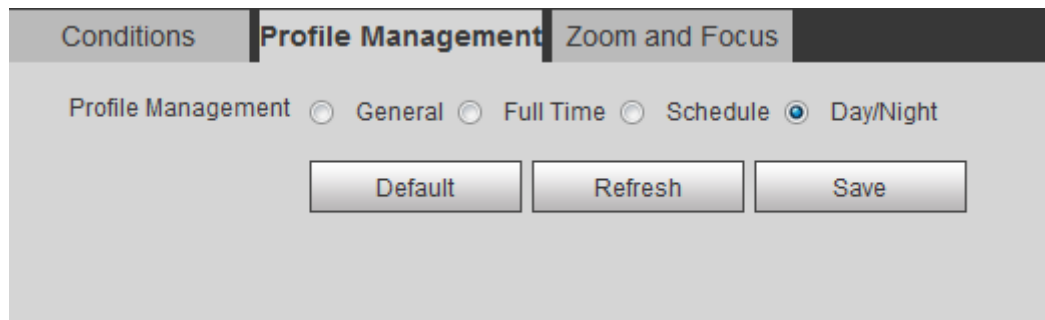 Conditions Profile Management Zoom and Focus
Profile Management General Full Time Schedule Day/Night
Default Refresh Save